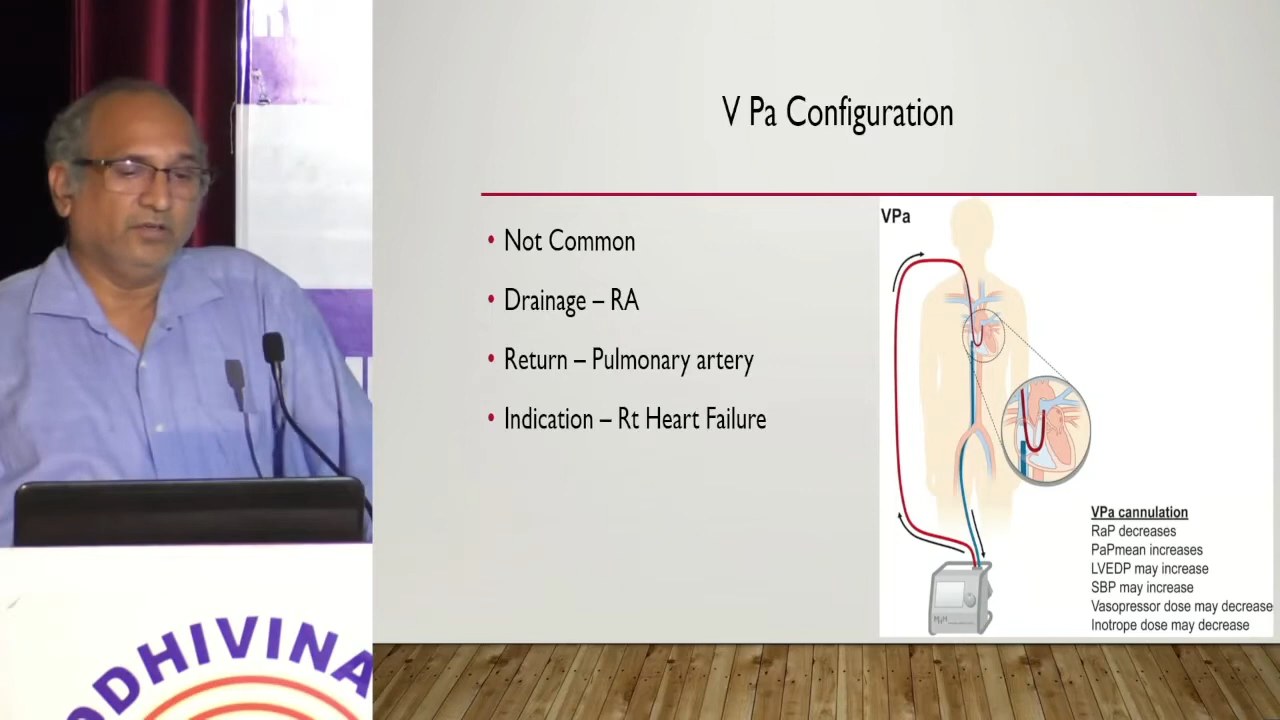 V Pa Configuration
• Not Common
• Drainage – RA
• Return – Pulmonary artery
• Indication – Rt Heart Failure
VPa
VPa cannulation
RaP decreases
PaPmean increases
LVEDP may increase
SBP may increase
Vasopressor dose may decrease
Inotrope dose may decrease
ODHIVINA